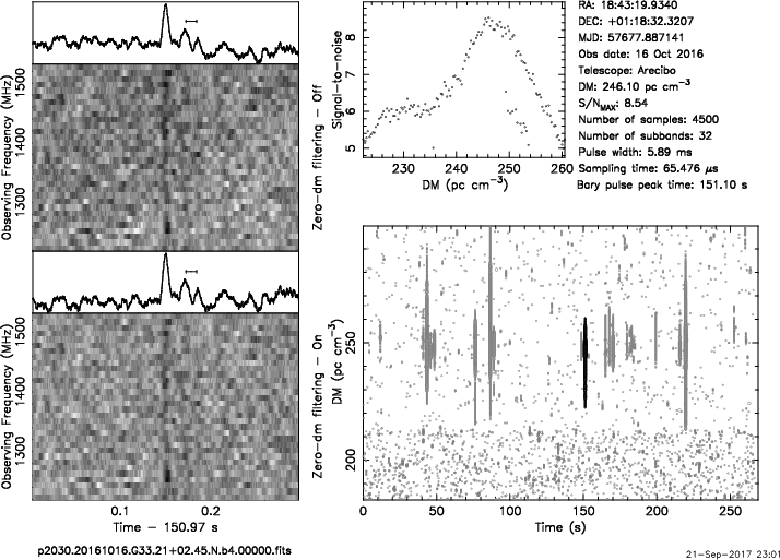 RA: 18:43:19.9340
DEC: +01:18:32.3207
MJD: 57677.887141
Obs date: 16 Oct 2016
Telescope: Arecibo
DM: 246.10 pc cm⁻³
S/N_MAX: 8.54
Number of samples: 4500
Number of subbands: 32
Pulse width: 5.89 ms
Sampling time: 65.476 μs
Bary pulse peak time: 151.10 s
Observing Frequency (MHz)
1500
1400
1300
Zero-dm filtering - Off
Signal-to-noise
8
7
6
5
230
240
250
260
DM (pc cm⁻³)
Observing Frequency (MHz)
1500
1400
1300
Zero-dm filtering - On
0.1
0.2
Time - 150.97 s
DM (pc cm⁻³)
250
200
0
50
100
150
200
250
Time (s)
p2030.20161016.G33.21+02.45.N.b4.00000.fits
21-Sep-2017 23:01